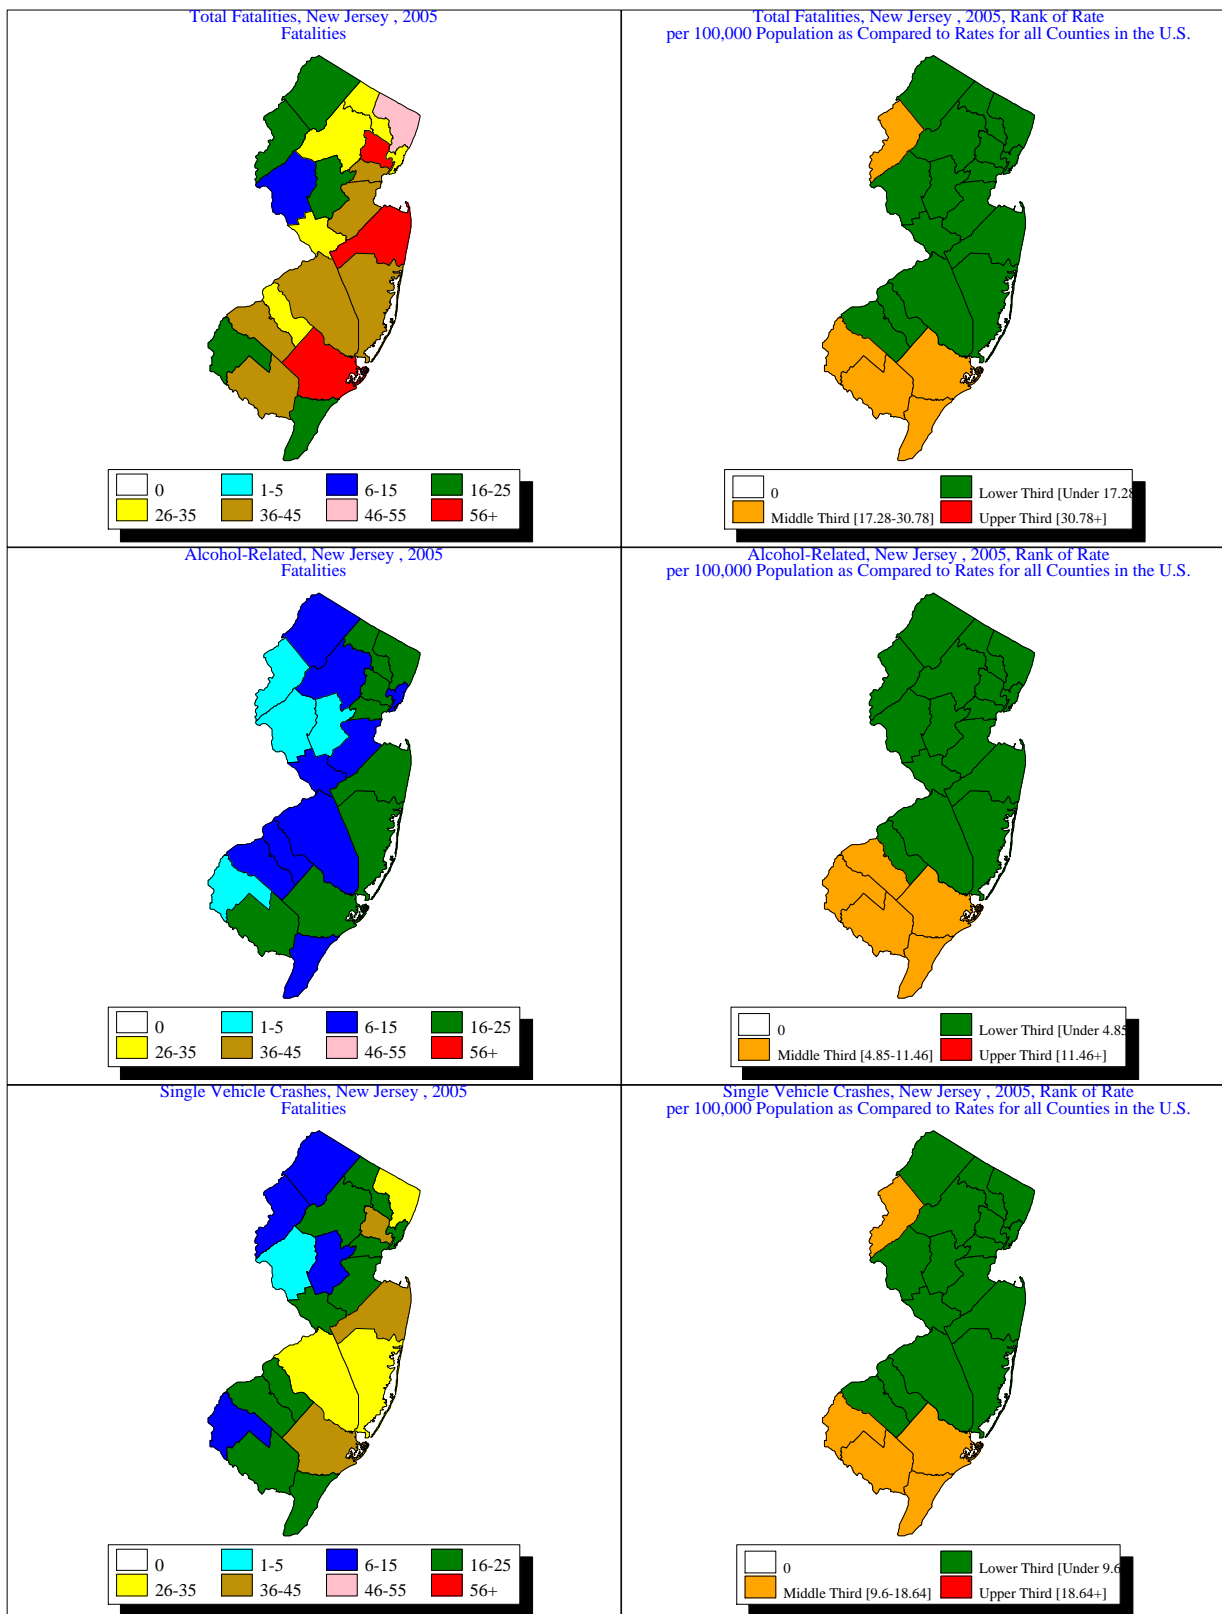 Total Fatalities, New Jersey , 2005
Fatalities
0 1-5 6-15 16-25
26-35 36-45 46-55 56+
Total Fatalities, New Jersey , 2005, Rank of Rate
per 100,000 Population as Compared to Rates for all Counties in the U.S.
0 Lower Third [Under 17.28
Middle Third [17.28-30.78] Upper Third [30.78+]
Alcohol-Related, New Jersey , 2005
Fatalities
0 1-5 6-15 16-25
26-35 36-45 46-55 56+
Alcohol-Related, New Jersey , 2005, Rank of Rate
per 100,000 Population as Compared to Rates for all Counties in the U.S.
0 Lower Third [Under 4.85
Middle Third [4.85-11.46] Upper Third [11.46+]
Single Vehicle Crashes, New Jersey , 2005
Fatalities
0 1-5 6-15 16-25
26-35 36-45 46-55 56+
Single Vehicle Crashes, New Jersey , 2005, Rank of Rate
per 100,000 Population as Compared to Rates for all Counties in the U.S.
0 Lower Third [Under 9.6
Middle Third [9.6-18.64] Upper Third [18.64+]